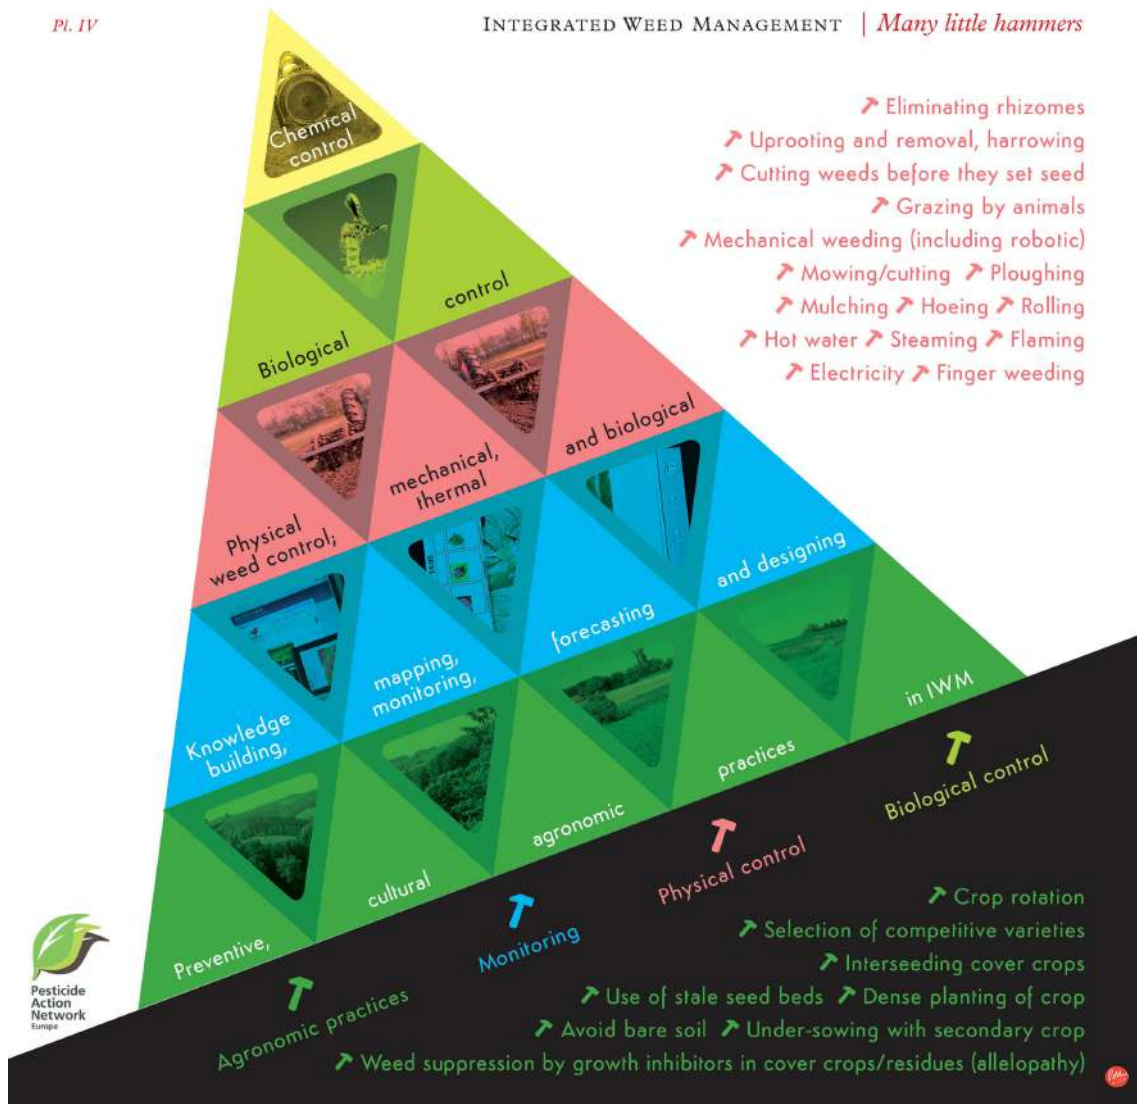 Pl. IV
INTEGRATED WEED MANAGEMENT | Many little hammers
Eliminating rhizomes
Uprooting and removal, harrowing
Cutting weeds before they set seed
Grazing by animals
Mechanical weeding (including robotic)
Mowing/cutting Ploughing
Mulching Hoeing Rolling
Hot water Steaming Flaming
Electricity Finger weeding
Chemical
control
Biological control
Physical
weed control;
mechanical,
thermal
and biological
Knowledge
building,
mapping,
monitoring,
forecasting
and designing
Preventive, cultural agronomic practices in IWM
Agronomic practices
Monitoring
Physical control
Biological control
Crop rotation
Selection of competitive varieties
Interseeding cover crops
Use of stale seed beds Dense planting of crop
Avoid bare soil Under-sowing with secondary crop
Weed suppression by growth inhibitors in cover crops/residues (allelopathy)
Pesticide
Action
Network
Europe